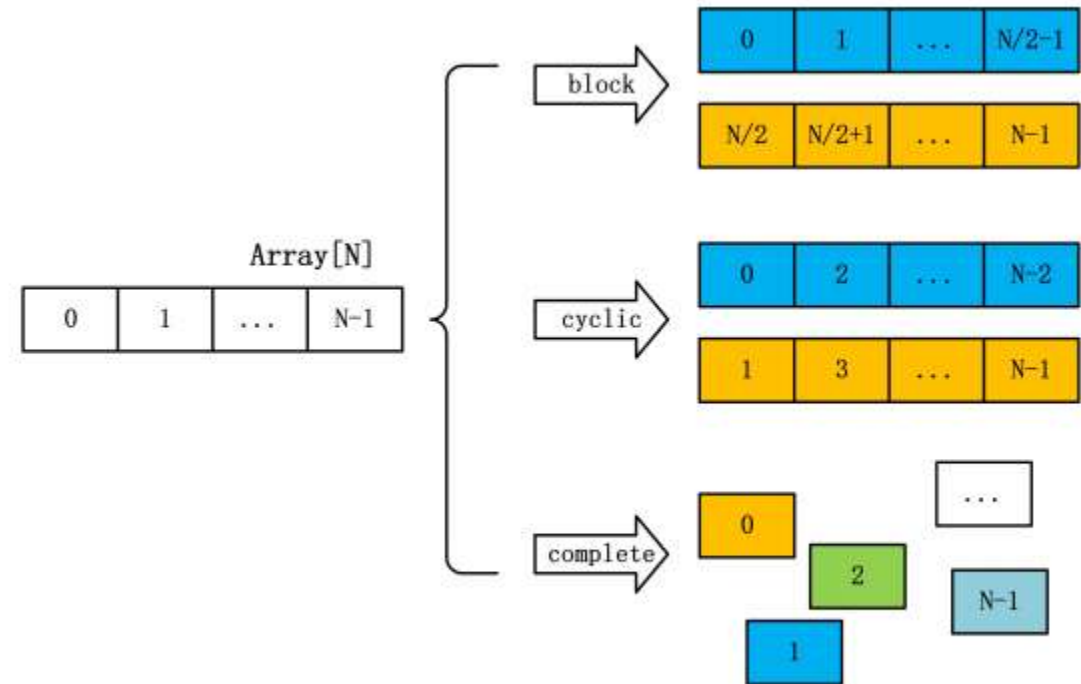 Array[N]
0 1 ... N-1
block
0 1 ... N/2-1
N/2 N/2+1 ... N-1
cyclic
0 2 ... N-2
1 3 ... N-1
complete
...
0
2
N-1
1